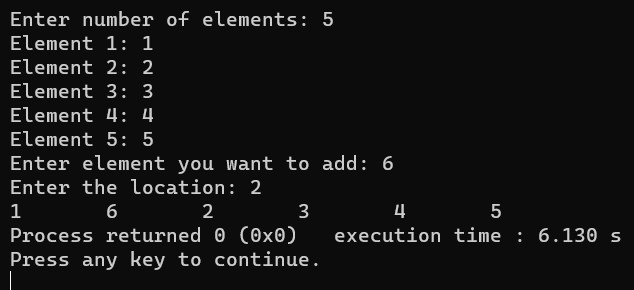 Enter number of elements: 5
Element 1: 1
Element 2: 2
Element 3: 3
Element 4: 4
Element 5: 5
Enter element you want to add: 6
Enter the location: 2
1       6       2       3       4       5
Process returned 0 (0x0)   execution time : 6.130 s
Press any key to continue.